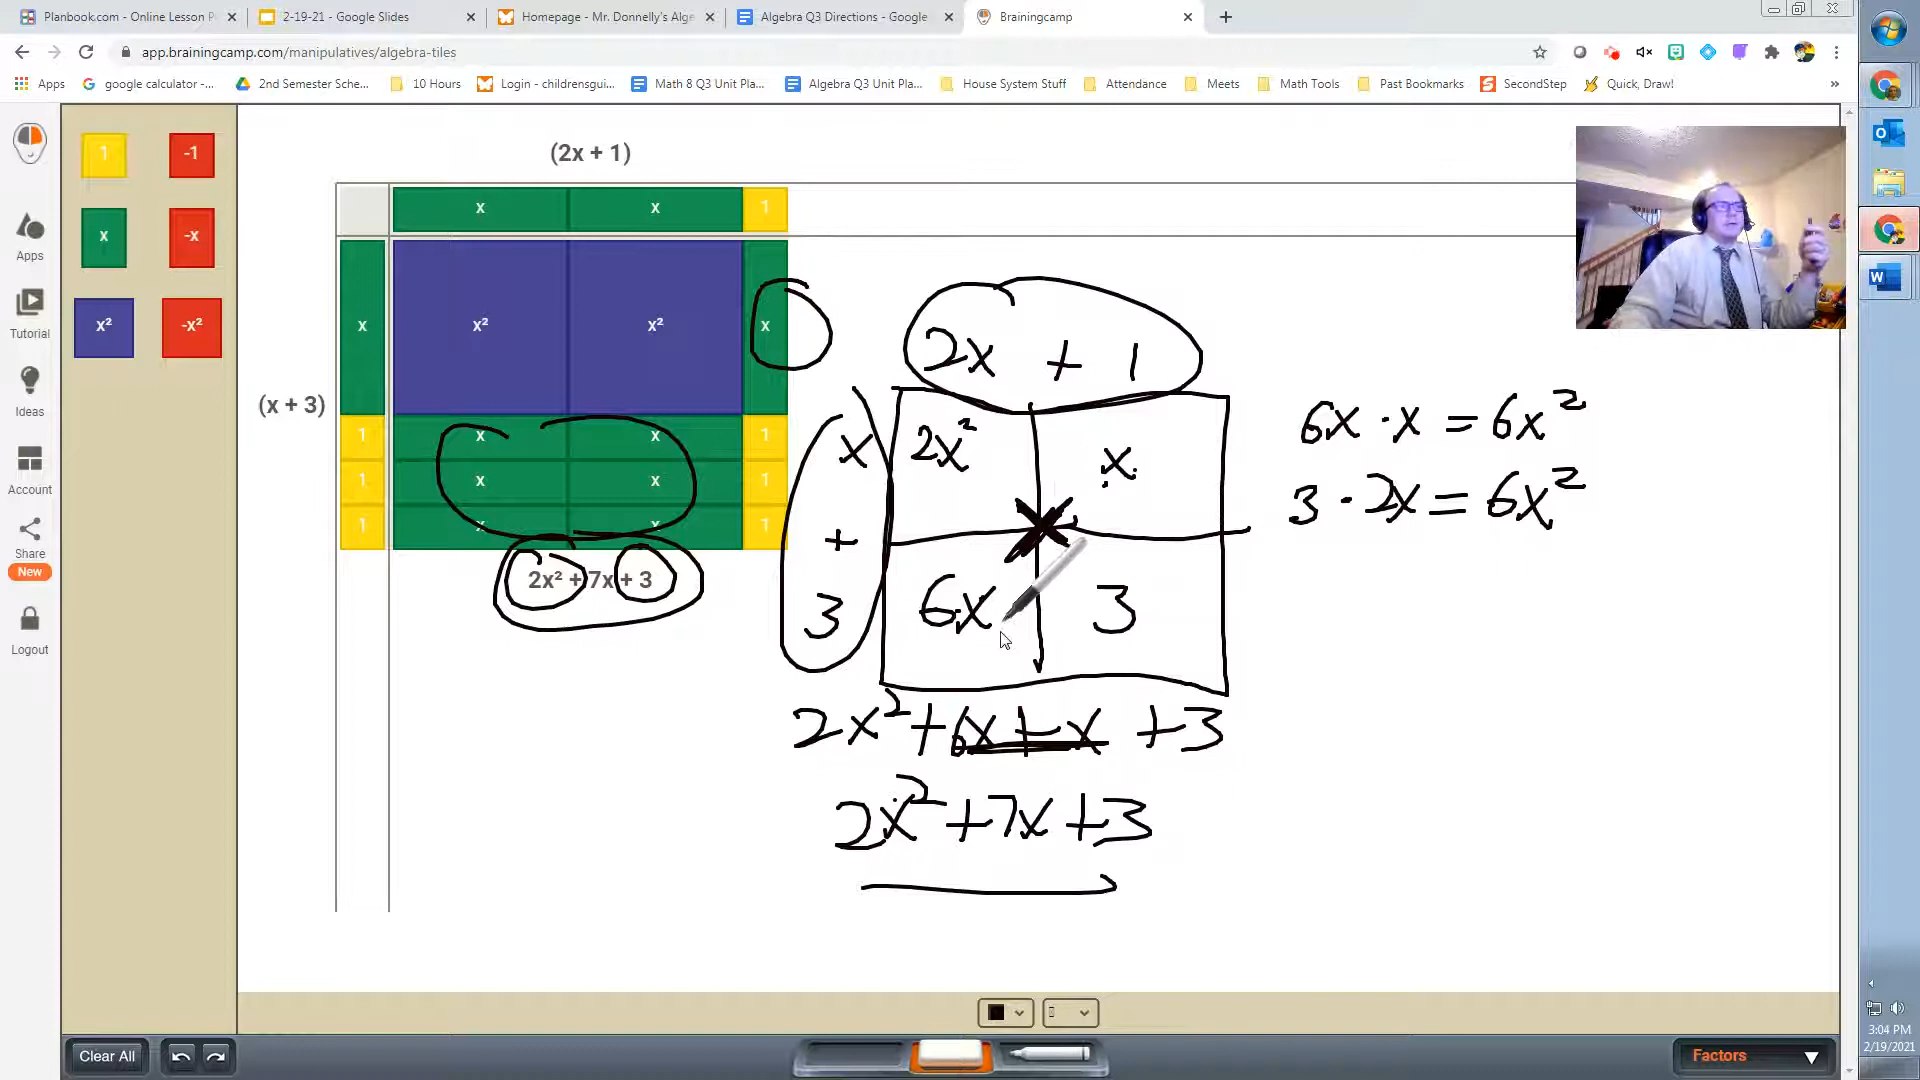 Planbook.com - Online Lesson P
2-19-21 - Google Slides
Homepage - Mr. Donnelly's Alge
Algebra Q3 Directions - Google
Brainingcamp
app.brainingcamp.com/manipulatives/algebra-tiles
Apps
google calculator -...
2nd Semester Sche...
10 Hours
Login - childrensgui...
Math 8 Q3 Unit Pla...
Algebra Q3 Unit Pla...
House System Stuff
Attendance
Meets
Math Tools
Past Bookmarks
SecondStep
Quick, Draw!
»
1 -1
x -x
x² -x²
Apps
Tutorial
Ideas
Account
Share
New
Logout
(2x + 1)
x x 1
x x² x² x
(x + 3)
1 x x 1
1 x x 1
1 x x 1
2x² + 7x + 3
2x + 1
x 2x² x
+
3 6x 3
2x² + 6x + x + 3
2x² + 7x + 3
6x · x = 6x²
3 · 2x = 6x²
Clear All
Factors
3:04 PM
2/19/2021